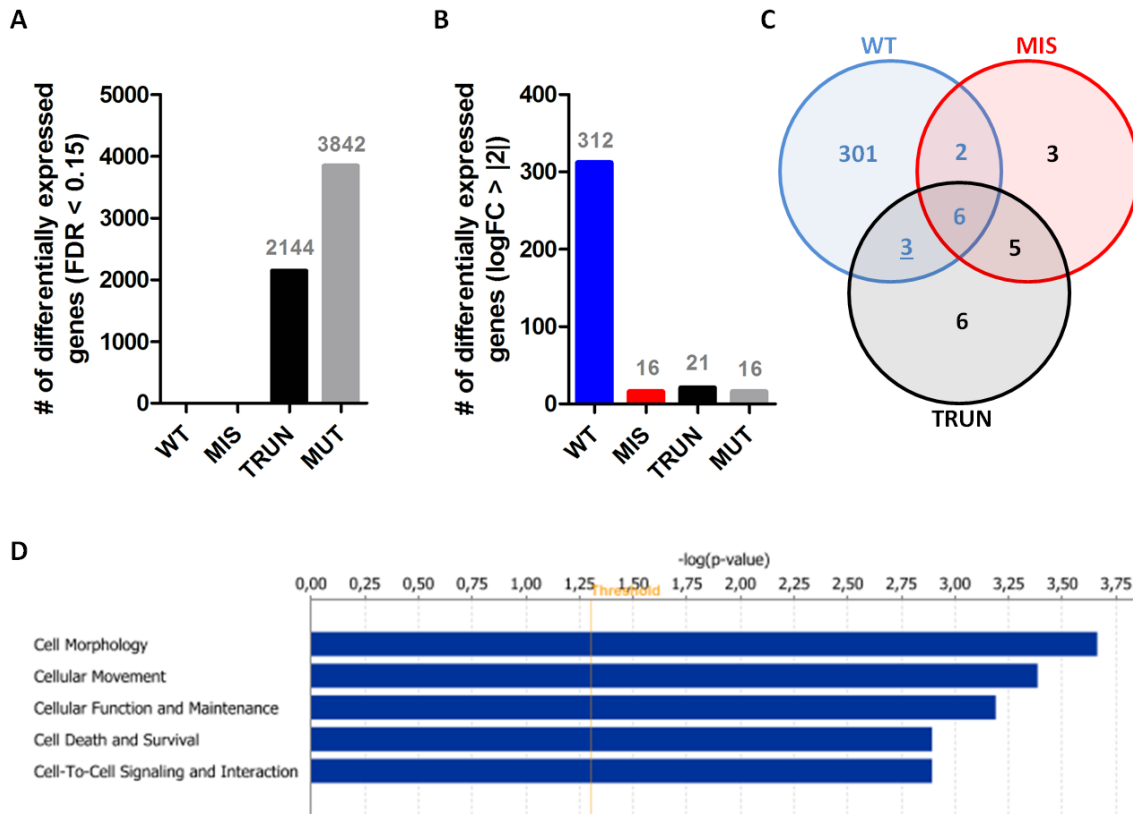 A
# of differentially expressed
genes (FDR < 0.15)
5000
4000
3000
2000
1000
0
2144
3842
WT
MIS
TRUN
MUT
B
# of differentially expressed
genes (logFC > |2|)
400
300
200
100
0
312
16
21
16
WT
MIS
TRUN
MUT
C
WT
MIS
301
2
3
6
3
5
6
TRUN
D
-log(p-value)
0,00 0,25 0,50 0,75 1,00 1,25 1,50 1,75 2,00 2,25 2,50 2,75 3,00 3,25 3,50 3,75
Threshold
Cell Morphology
Cellular Movement
Cellular Function and Maintenance
Cell Death and Survival
Cell-To-Cell Signaling and Interaction